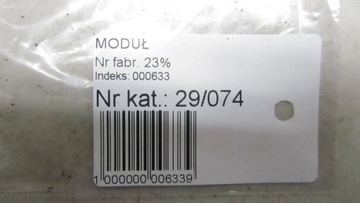 MODUŁ
Nr fabr. 23%
Indeks: 000633
Nr kat.: 29/074
1 000000 006339